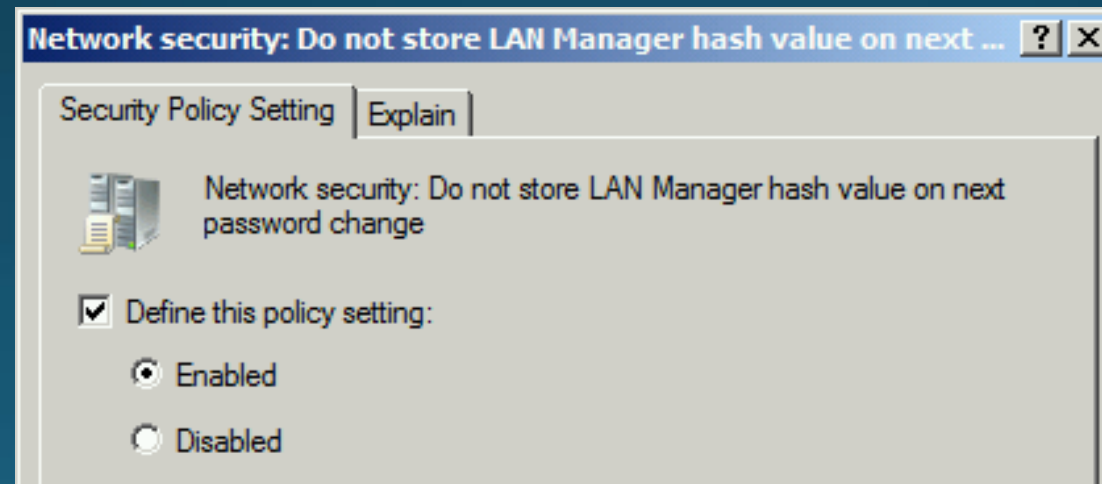 Network security: Do not store LAN Manager hash value on next ...
Security Policy Setting
Explain
Network security: Do not store LAN Manager hash value on next
password change
Define this policy setting:
Enabled
Disabled